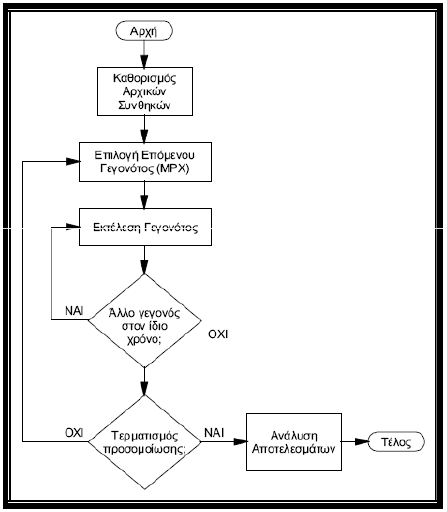 Αρχή
Καθορισμός
Αρχικών
Συνθηκών
Επιλογή Επόμενου
Γεγονότος (ΜΡΧ)
Εκτέλεση Γεγονότος
ΝΑΙ
Άλλο γεγονός
στον ίδιο
χρόνο;
ΟΧΙ
ΟΧΙ
Τερματισμός
προσομοίωσης;
ΝΑΙ
Ανάλυση
Αποτελεσμάτων
Τέλος